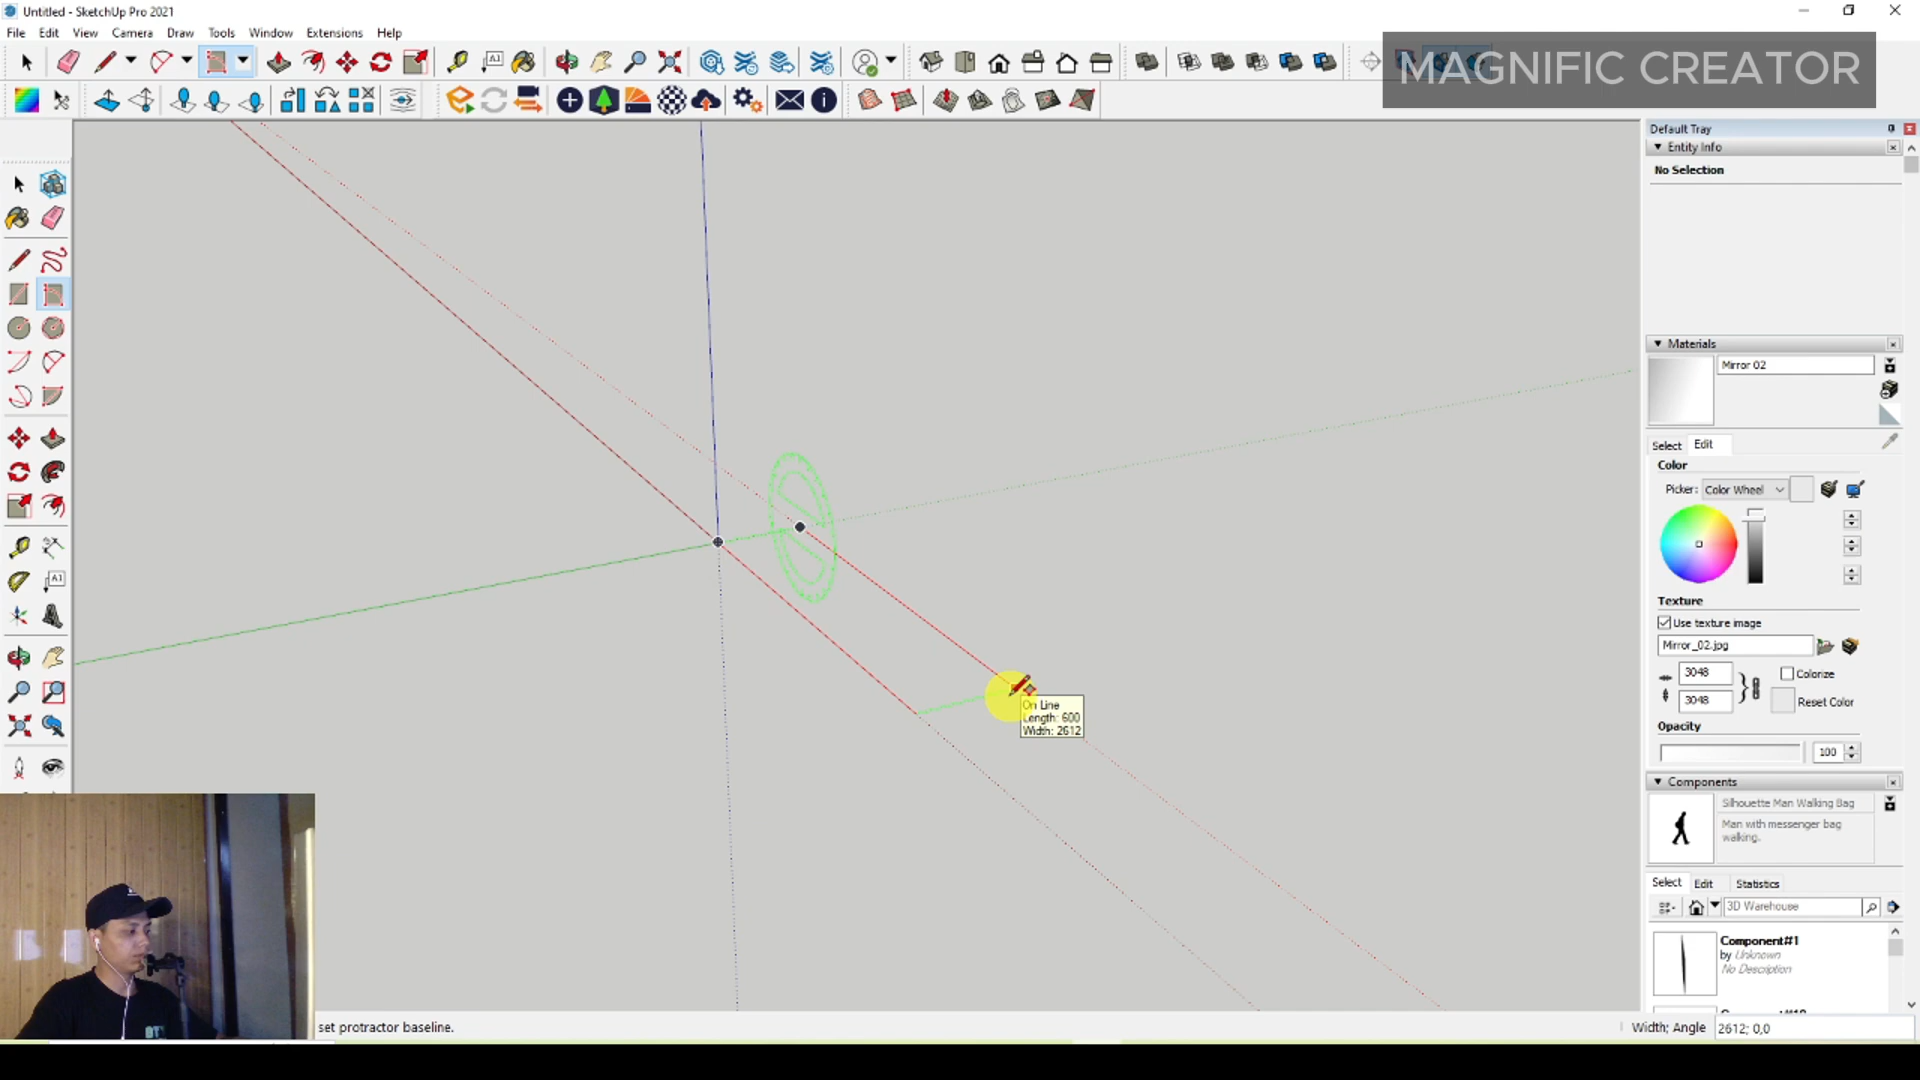 Untitled - SketchUp Pro 2021
File Edit View Camera Draw Tools Window Extensions Help
MAGNIFIC CREATOR
A1
Default Tray
Entity Info
No Selection
Materials
Mirror 02
Select Edit
Color
Picker: Color Wheel
Texture
Use texture image
Mirror_02.jpg
3048
Colorize
3048
Reset Color
Opacity
100
Components
Silhouette Man Walking Bag
Man with messenger bag
walking.
Select Edit Statistics
3D Warehouse
Component#1
by Unknown
No Description
A1
On Line
Length: 600
Width: 2612
set protractor baseline.
Width; Angle 2612; 0,0